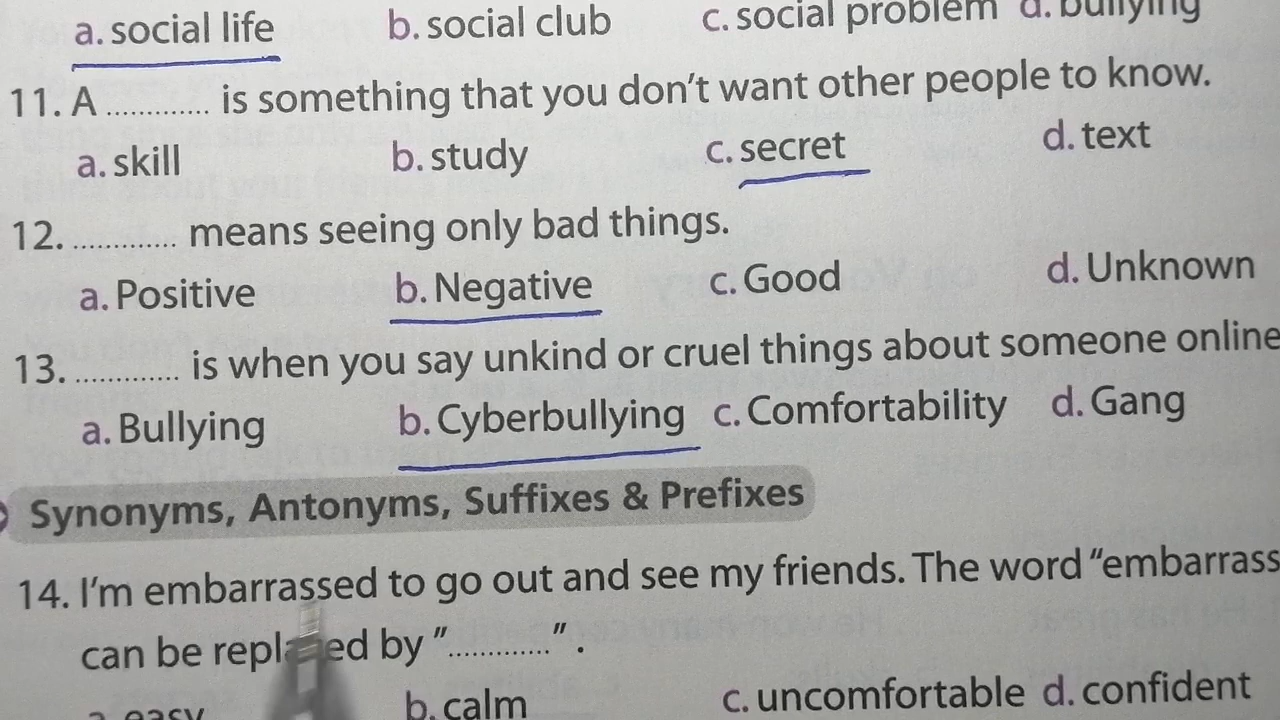 a. social life b. social club c. social problem d. bullying
11. A ............. is something that you don't want other people to know.
a. skill b. study c. secret d. text
12. ............. means seeing only bad things.
a. Positive b. Negative c. Good d. Unknown
13. ............. is when you say unkind or cruel things about someone online
a. Bullying b. Cyberbullying c. Comfortability d. Gang
Synonyms, Antonyms, Suffixes & Prefixes
14. I'm embarrassed to go out and see my friends. The word "embarrass
can be replaced by ".............".
a. easy b. calm c. uncomfortable d. confident